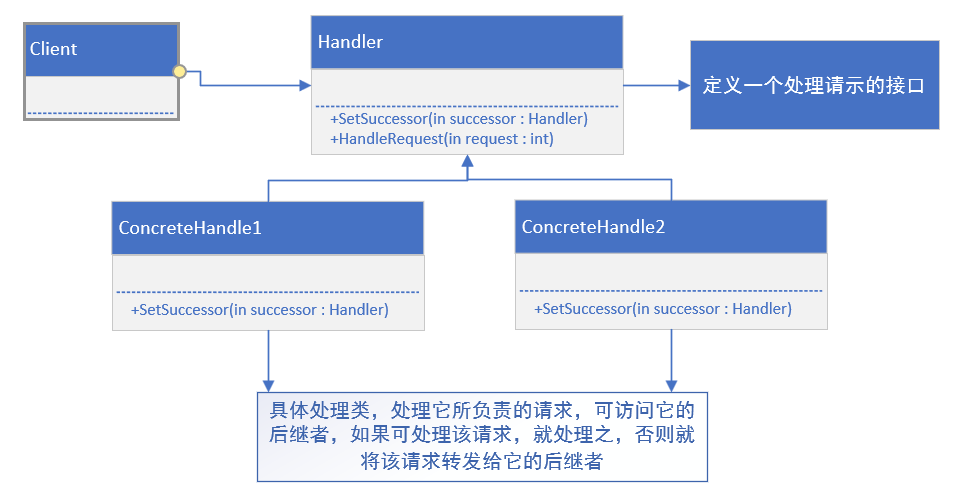 Client
Handler
定义一个处理请示的接口
+SetSuccessor(in successor : Handler)
+HandleRequest(in request : int)
ConcreteHandle1
ConcreteHandle2
+SetSuccessor(in successor : Handler)
+SetSuccessor(in successor : Handler)
具体处理类，处理它所负责的请求，可访问它的
后继者，如果可处理该请求，就处理之，否则就
将该请求转发给它的后继者